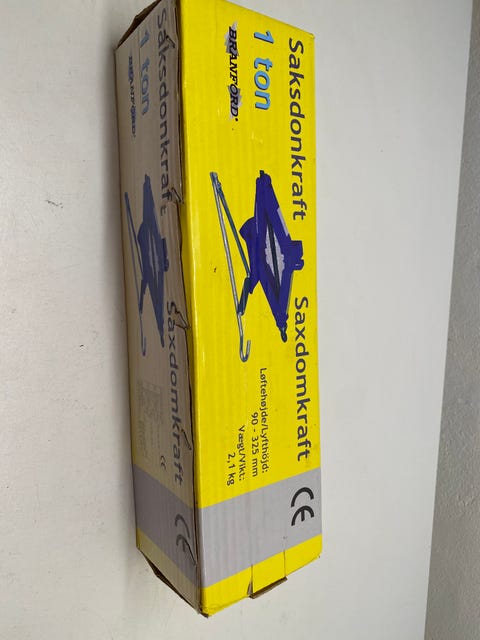 Saksdonkraft Saxdomkraft
1 ton
BRANFORD®
Løftehøjde/Lyfthöjd:
90 - 325 mm
Vægt/Vikt:
2,1 kg
CE
Saksdonkraft Saxdomkraft
1 ton
BRANFORD
CE